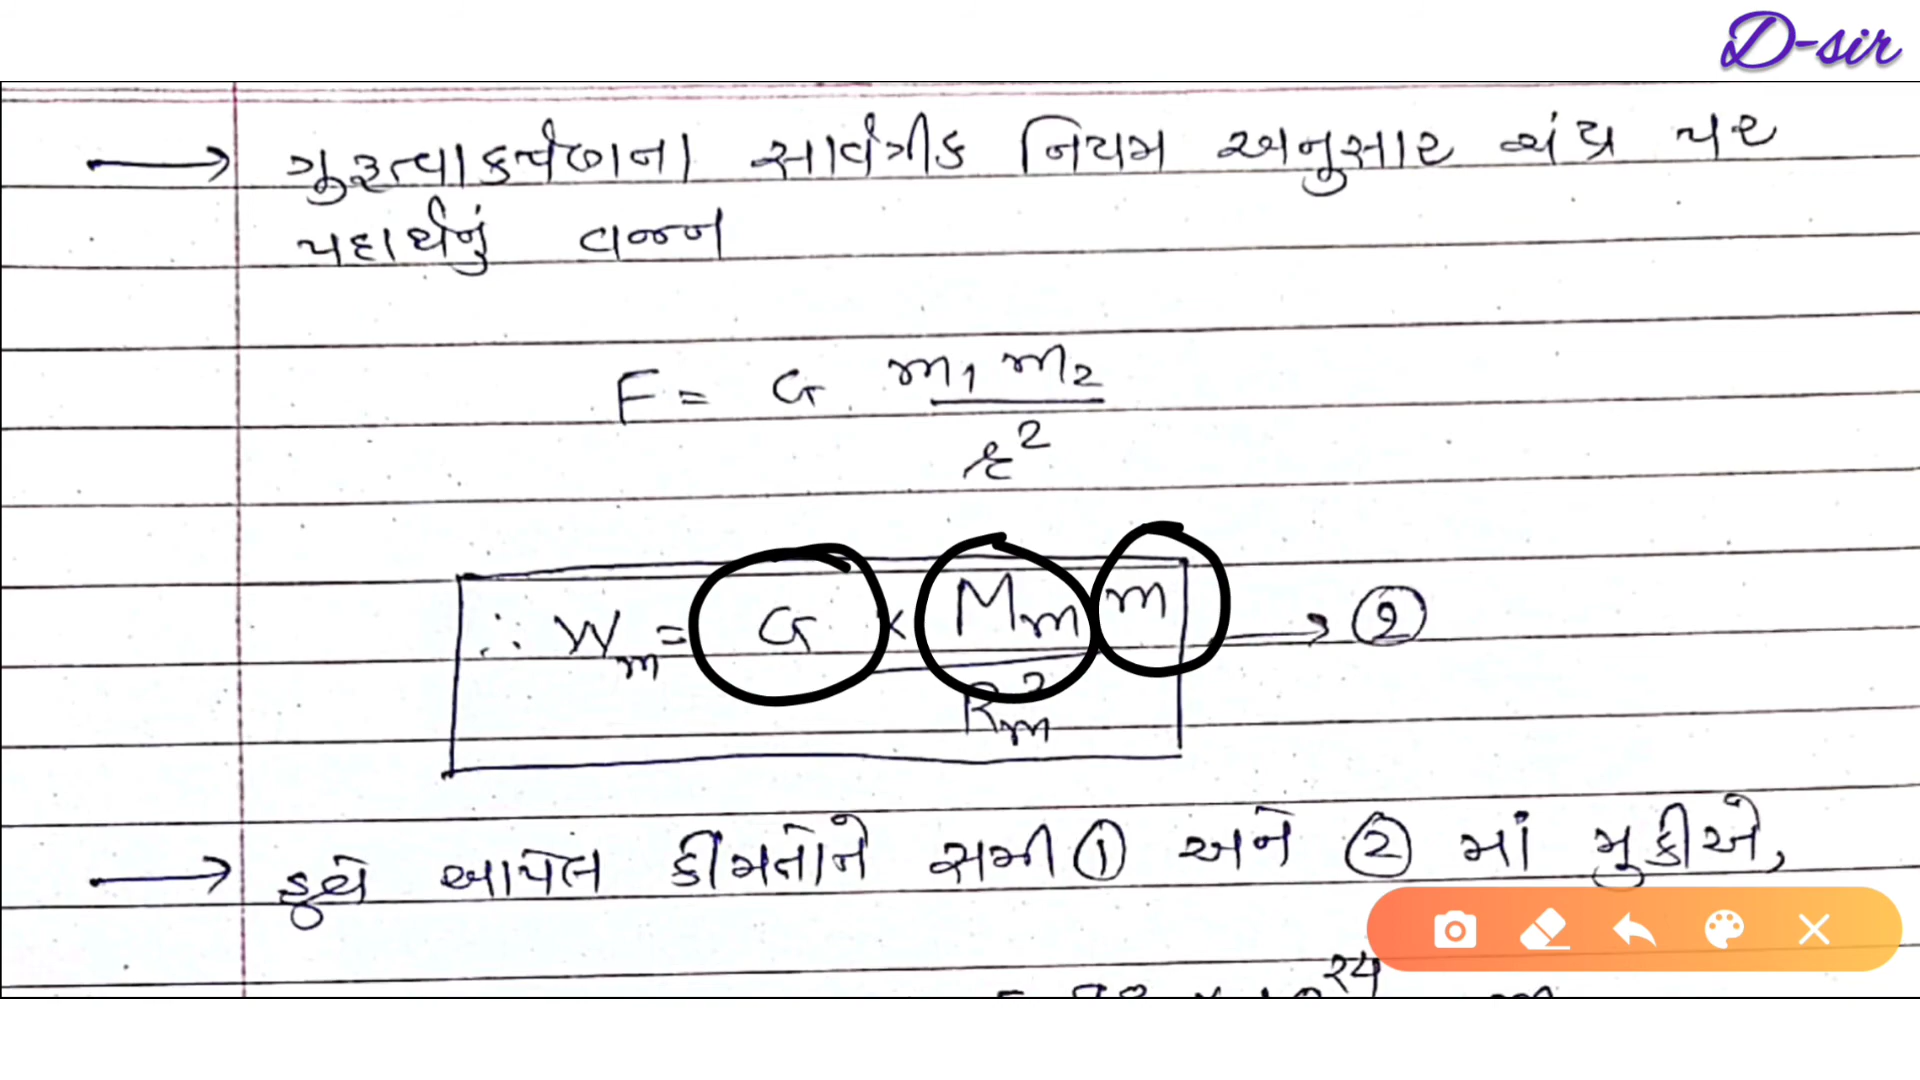 D-sir
→ ગુરૂત્વાકર્ષણના સાર્વત્રીક નિયમ અનુસાર ચંદ્ર પર
પદાર્થનું વજન
F = G m₁ m₂ / r²
∴ Wₘ = G × Mₘ m / Rₘ² → ②
→ હવે આપેલ કીંમતોને સમી ① અને ② માં મુકીએ,